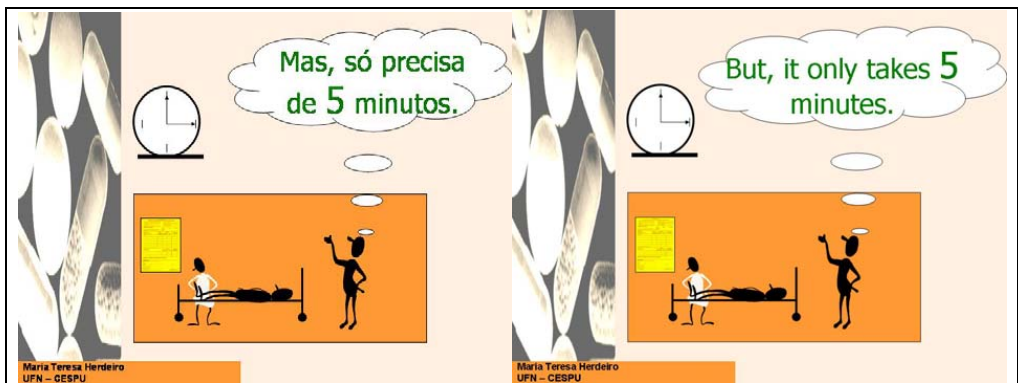 Mas, só precisa
de 5 minutos.
Maria Teresa Herdeiro
UFN – CESPU
But, it only takes 5
minutes.
Maria Teresa Herdeiro
UFN – CESPU